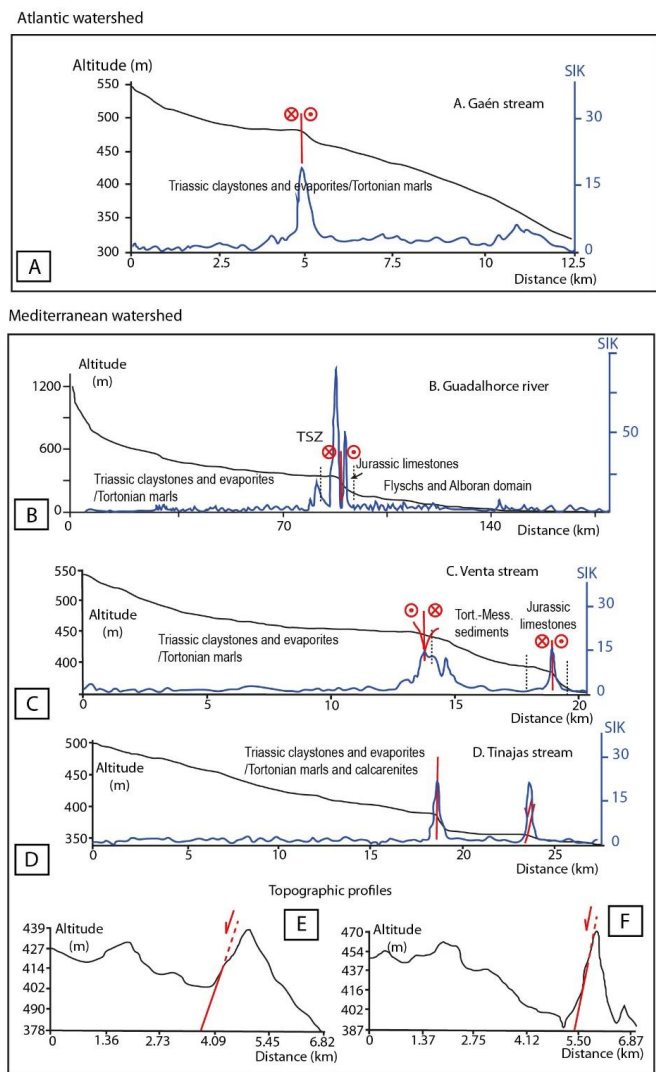 Atlantic watershed
Altitude (m)
SIK
550
500
450
400
350
300
30
15
0
A. Gaén stream
Triassic claystones and evaporites/Tortonian marls
A
0
2.5
5
7.5
10
12.5
Distance (km)
Mediterranean watershed
Altitude
(m)
SIK
1200
600
0
50
B. Guadalhorce river
TSZ
Jurassic limestones
Triassic claystones and evaporites
/Tortonian marls
Flyschs and Alboran domain
B
0
70
140
Distance (km)
550
500
450
400
Altitude
(m)
C. Venta stream
SIK
30
15
0
Tort.-Mess.
sediments
Jurassic
limestones
Triassic claystones and evaporites
/Tortonian marls
C
0
5
10
15
20
Distance (km)
500
450
400
350
Altitude
(m)
Triassic claystones and evaporites
/Tortonian marls and calcarenites
D. Tinajas stream
SIK
30
15
0
D
0
5
10
15
20
25
Distance (km)
Topographic profiles
439
427
414
402
490
378
Altitude
(m)
E
0
1.36
2.73
4.09
5.45
6.82
Distance (km)
470
454
437
416
402
387
Altitude
(m)
F
0
1.37
2.75
4.12
5.50
6.87
Distance (km)